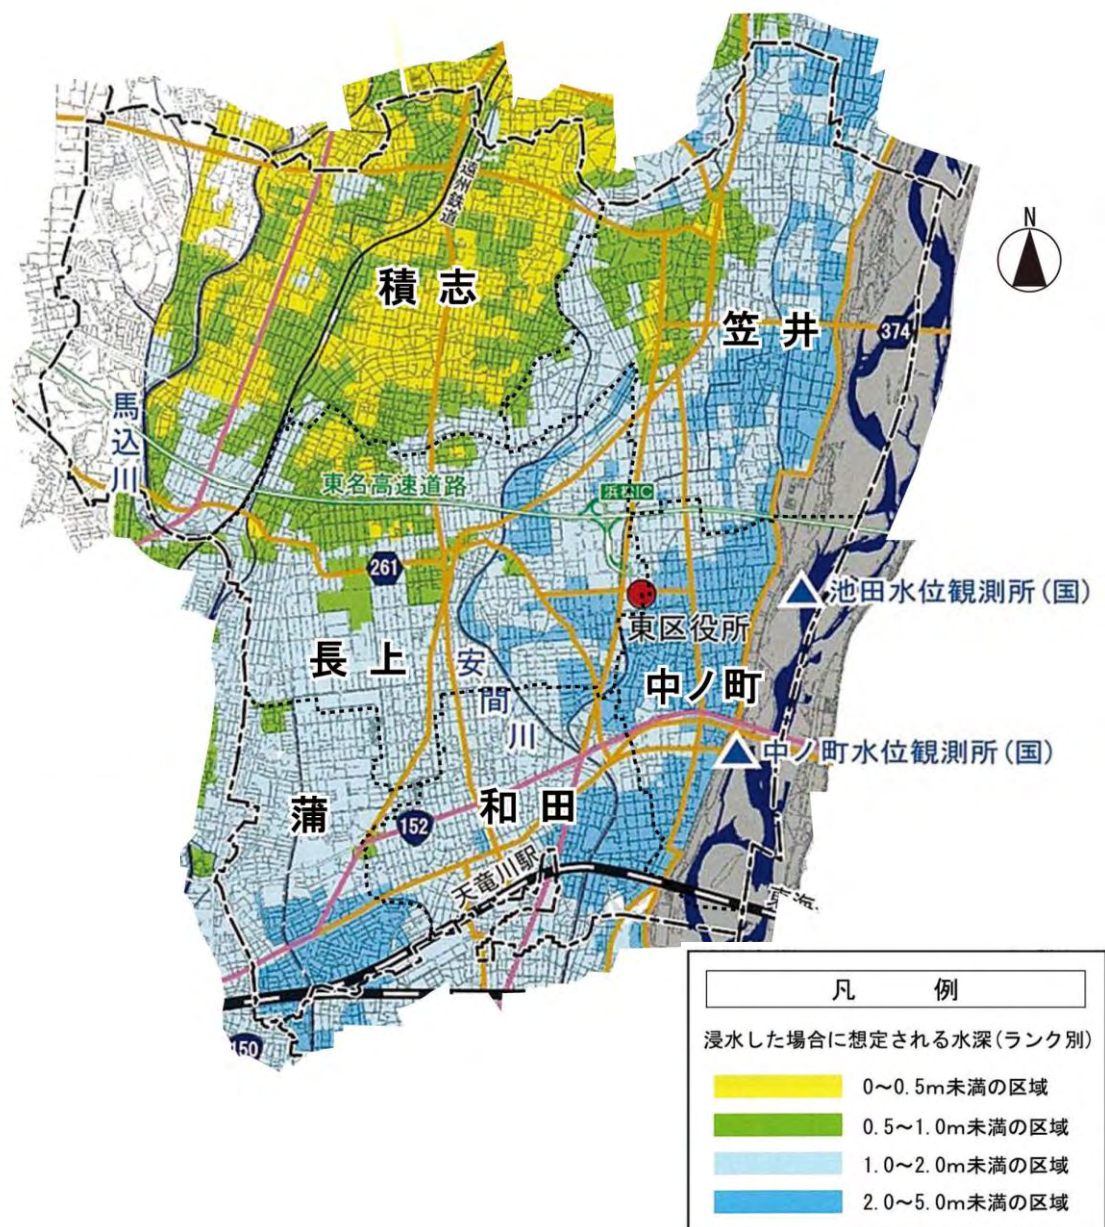 N
遠州鉄道
積志
笠井
374
馬込川
東名高速道路
浜松IC
261
池田水位観測所(国)
東区役所
長上
安間川
中ノ町
中ノ町水位観測所(国)
蒲
152
和田
天竜川駅
東海
150
凡 例
浸水した場合に想定される水深(ランク別)
0~0.5m未満の区域
0.5~1.0m未満の区域
1.0~2.0m未満の区域
2.0~5.0m未満の区域